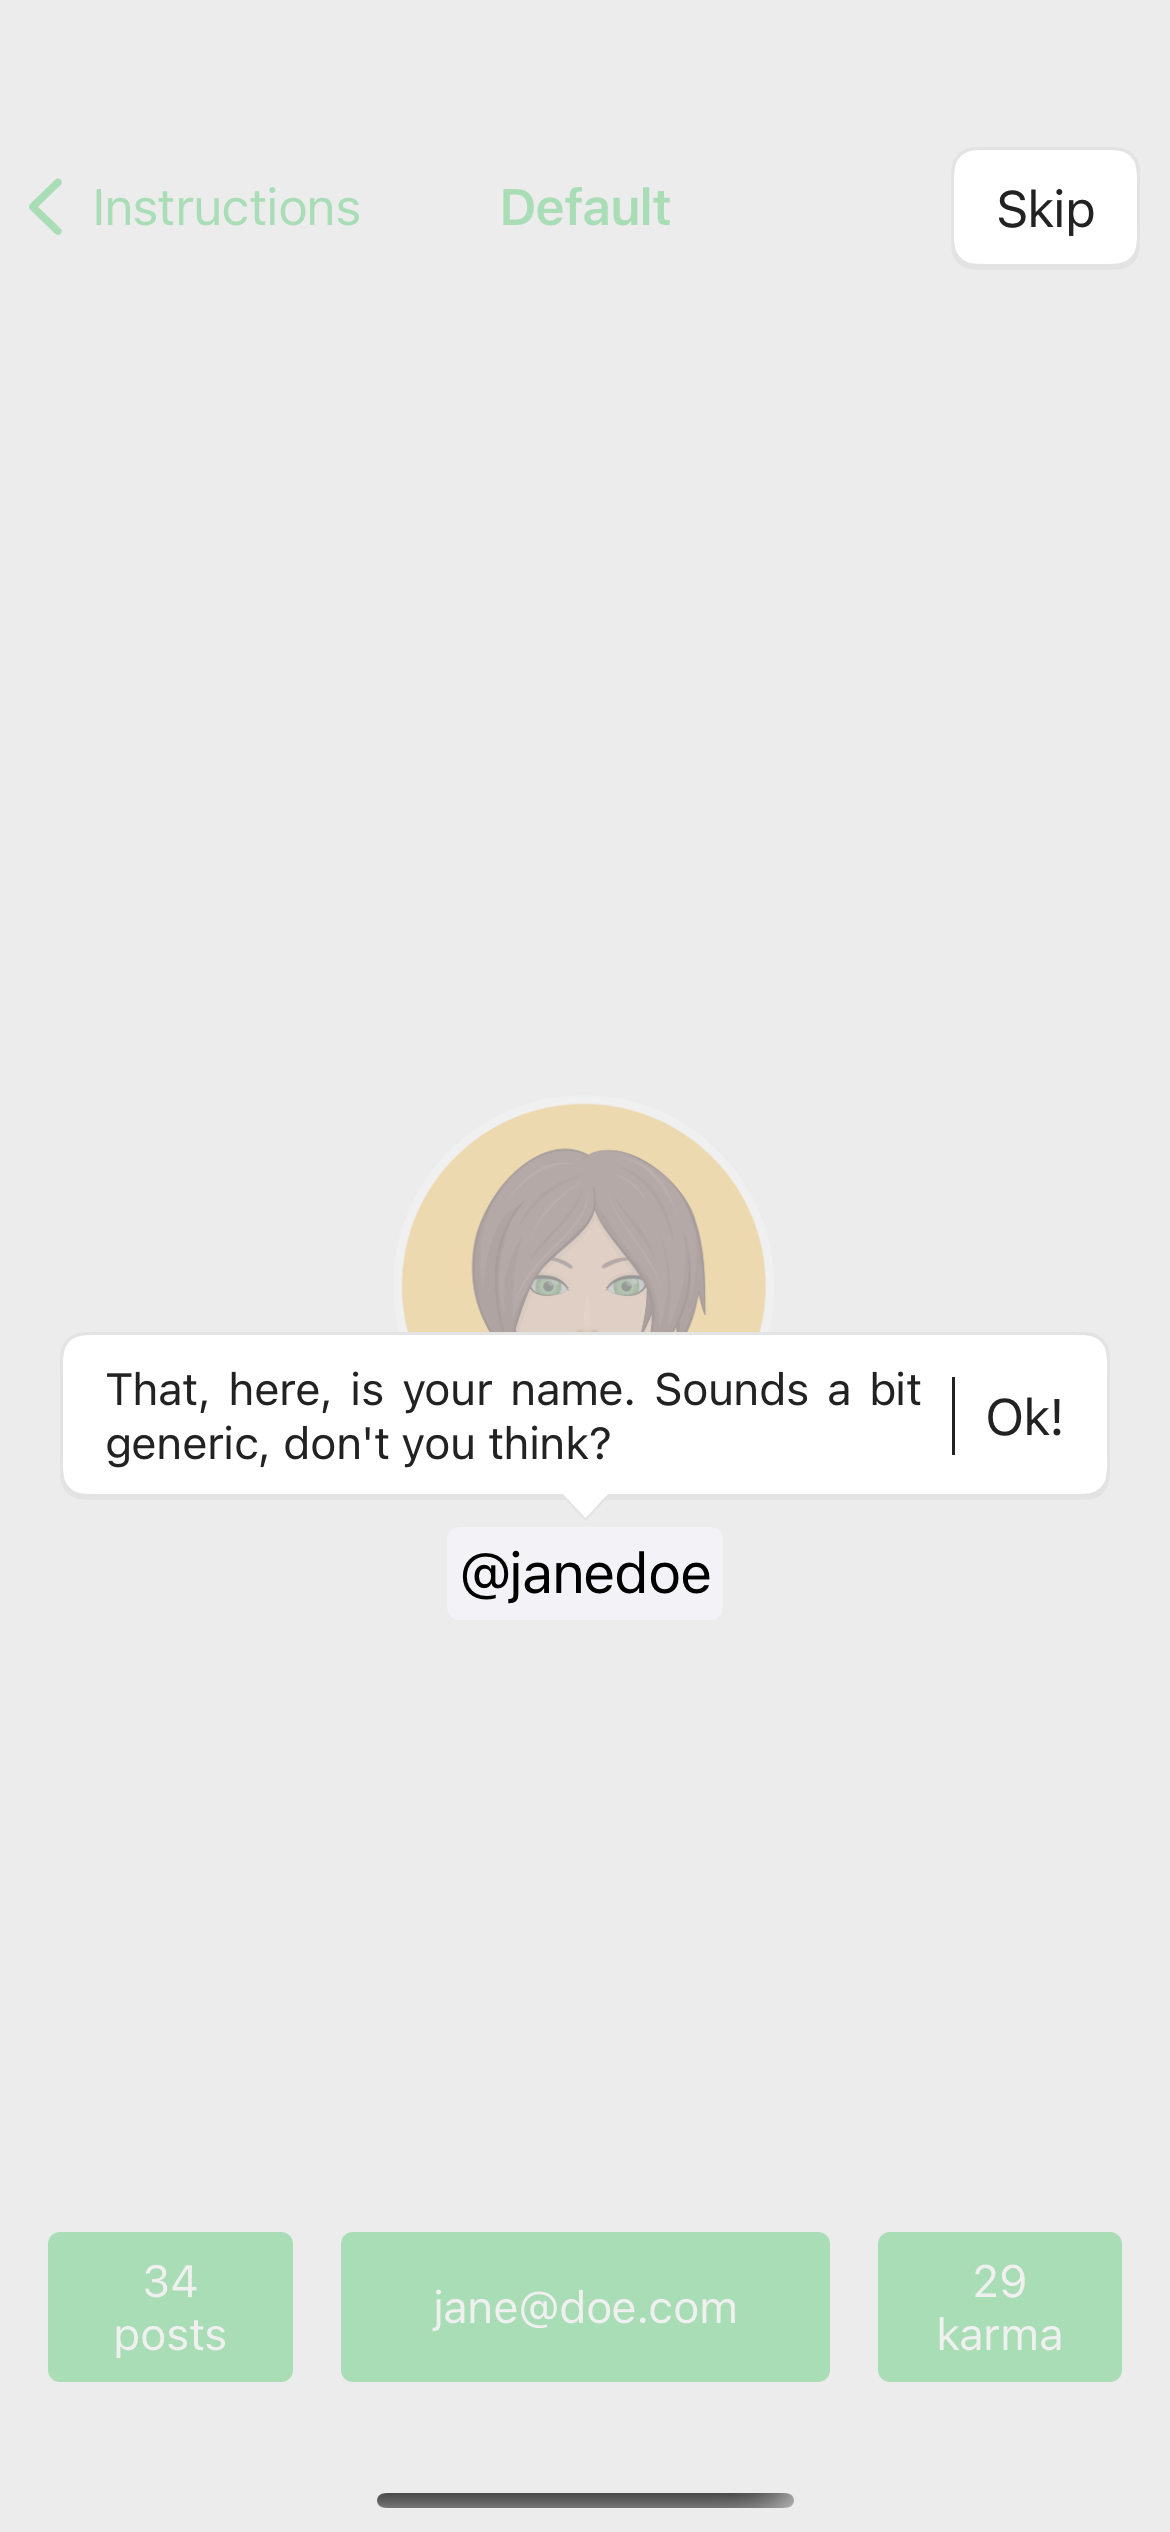 Instructions
Default
Skip
That, here, is your name. Sounds a bit
generic, don't you think?
Ok!
@janedoe
34
posts
jane@doe.com
29
karma